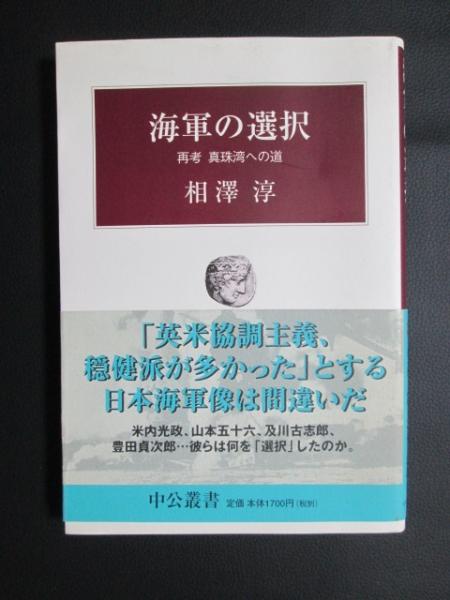 海軍の選択
再考 真珠湾への道
相澤 淳
「英米協調主義、
穏健派が多かった」とする
日本海軍像は間違いだ
米内光政、山本五十六、及川古志郎、
豊田貞次郎…彼らは何を「選択」したのか。
中公叢書 定価 本体1700円(税別)